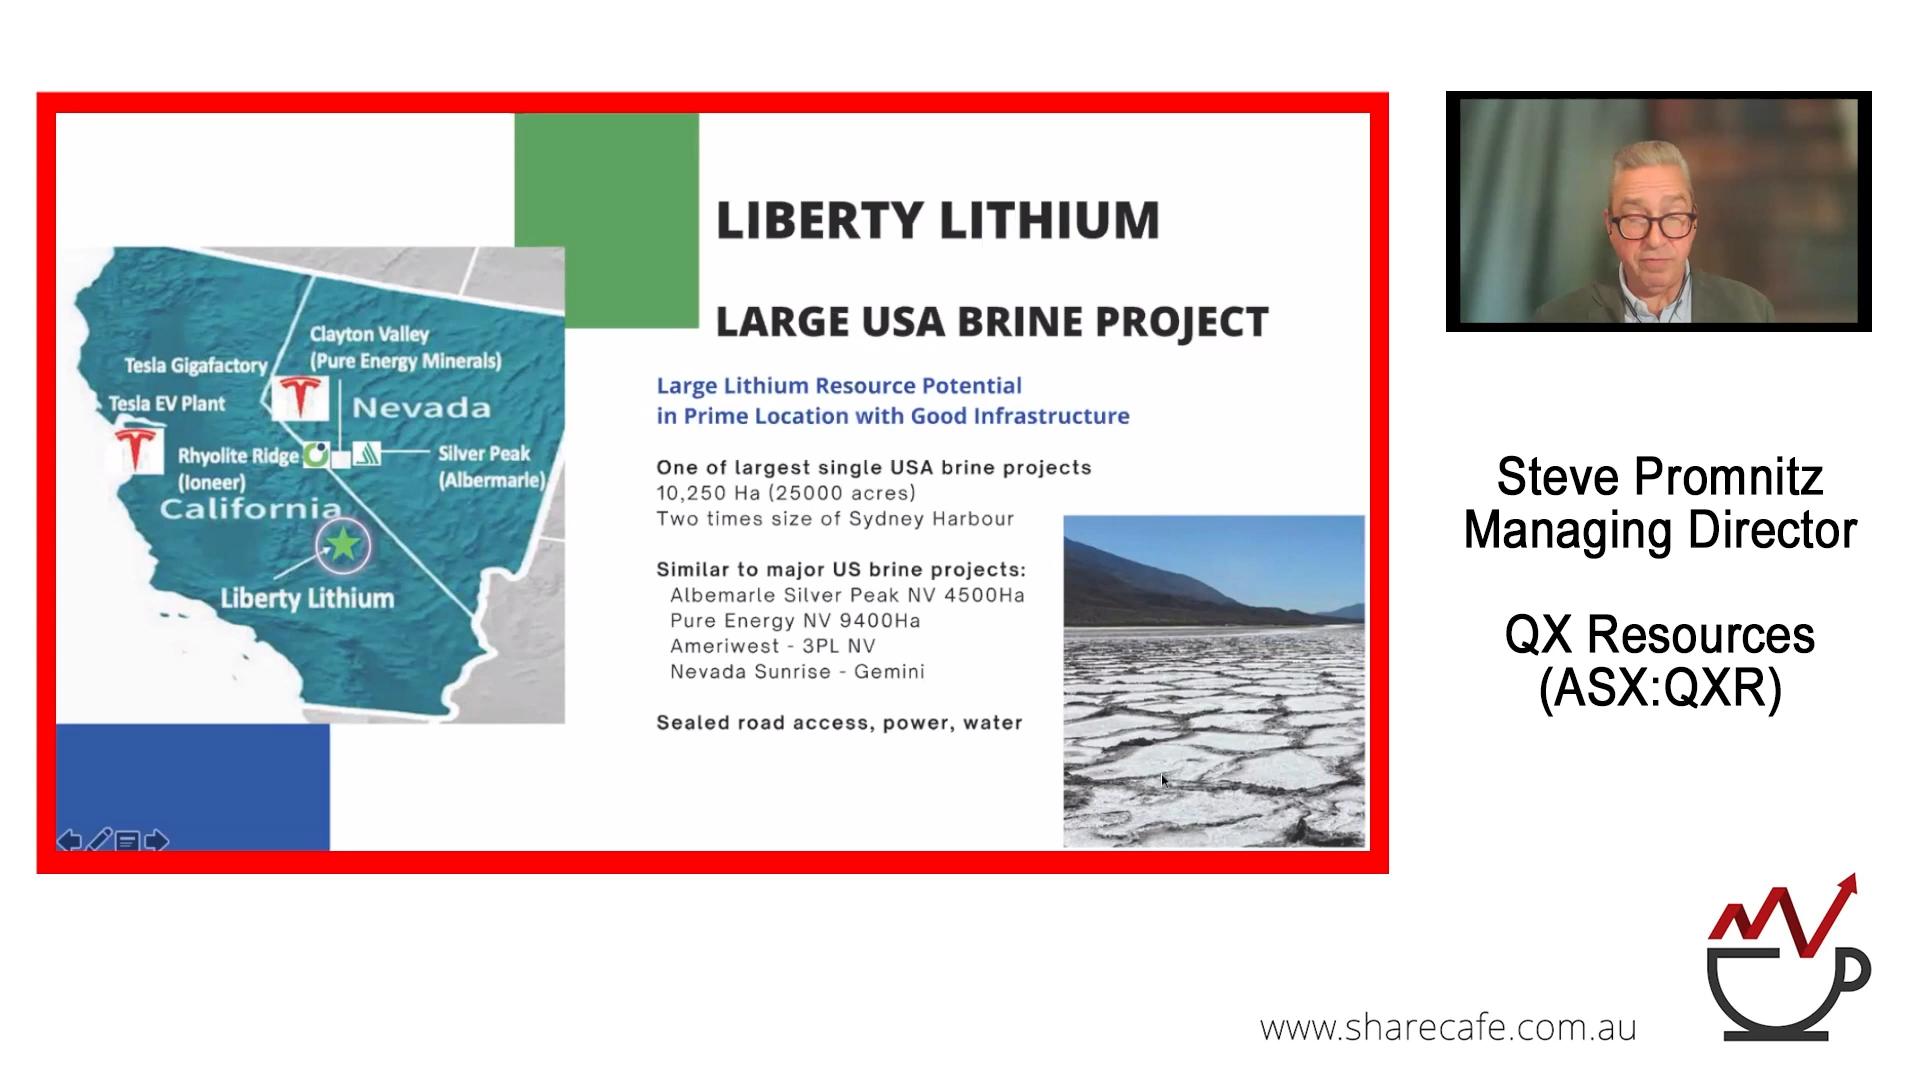 LIBERTY LITHIUM
LARGE USA BRINE PROJECT
Large Lithium Resource Potential
in Prime Location with Good Infrastructure
One of largest single USA brine projects
10,250 Ha (25000 acres)
Two times size of Sydney Harbour
Similar to major US brine projects:
Albemarle Silver Peak NV 4500Ha
Pure Energy NV 9400Ha
Ameriwest - 3PL NV
Nevada Sunrise - Gemini
Sealed road access, power, water
Clayton Valley
(Pure Energy Minerals)
Tesla Gigafactory
Tesla EV Plant
Nevada
Rhyolite Ridge
(Ioneer)
Silver Peak
(Albermarle)
California
Liberty Lithium
Steve Promnitz
Managing Director
QX Resources
(ASX:QXR)
www.sharecafe.com.au